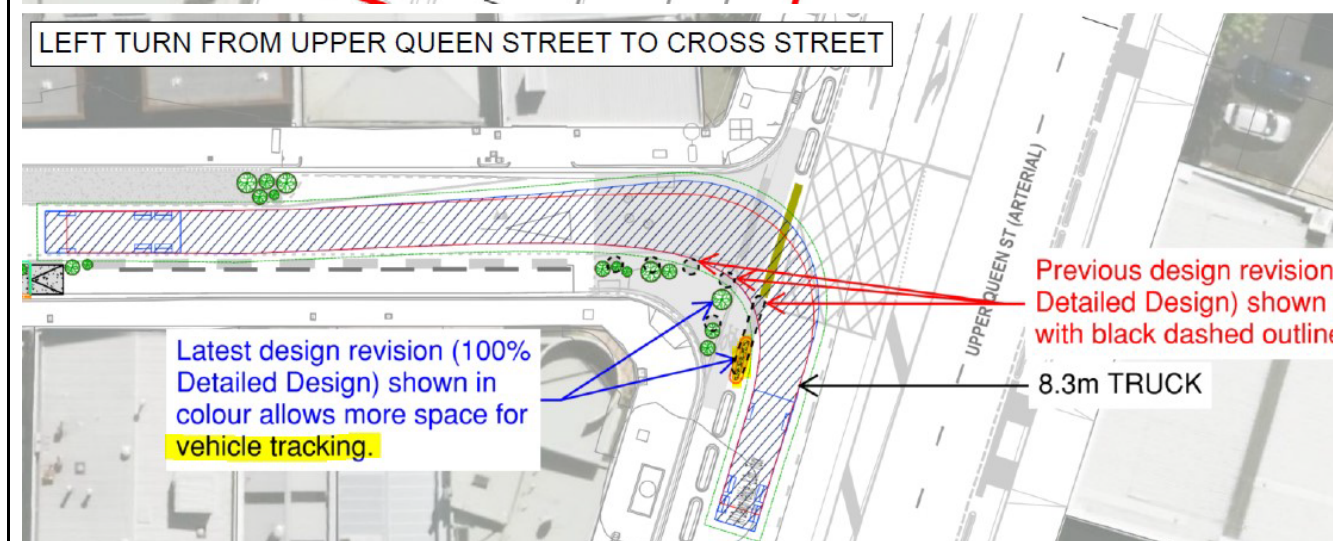 LEFT TURN FROM UPPER QUEEN STREET TO CROSS STREET
UPPER QUEEN ST (ARTERIAL)
Previous design revision
Detailed Design) shown
with black dashed outline
8.3m TRUCK
Latest design revision (100%
Detailed Design) shown in
colour allows more space for
vehicle tracking.